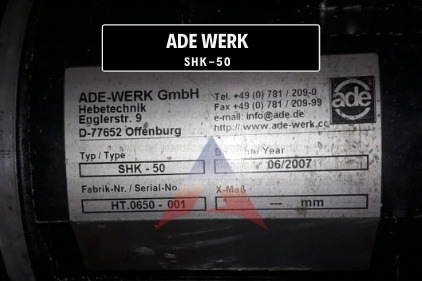 ADE WERK
SHK-50
ADE-WERK GmbH
Hebetechnik
Englerstr. 9
D-77652 Offenburg
Tel. +49 (0) 781 / 209-0
Fax +49 (0) 781 / 209-99
e-mail: info@ade.de
http:// www.ade-werk.cc
ade
Typ / Type
/ Year
SHK - 50
06/2007
Fabrik-Nr. / Serial-No.
X-Maß
HT.0650 - 001
--- mm